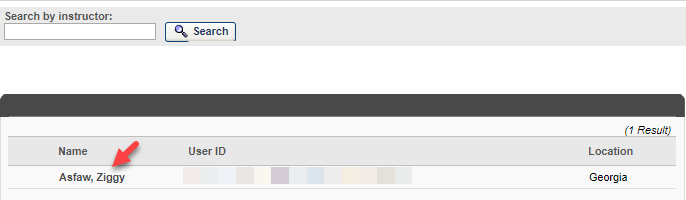 Search by instructor:
Search
(1 Result)
Name User ID Location
Asfaw, Ziggy Georgia